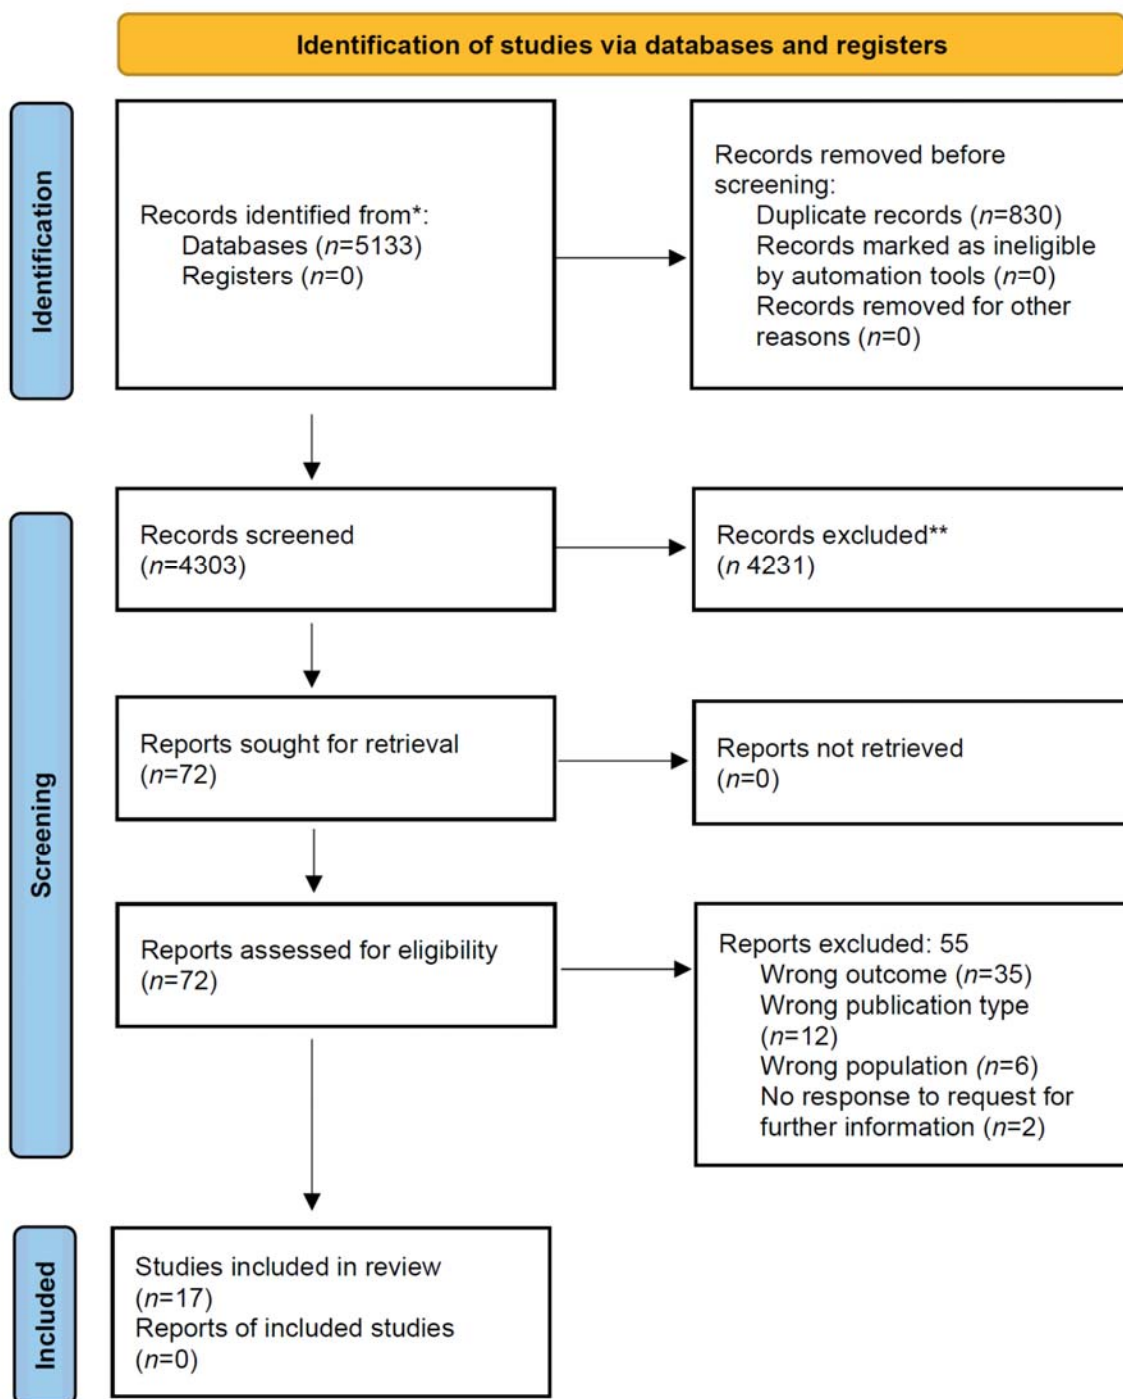 Identification of studies via databases and registers
Identification
Records identified from*:
Databases (n=5133)
Registers (n=0)
Records removed before
screening:
Duplicate records (n=830)
Records marked as ineligible
by automation tools (n=0)
Records removed for other
reasons (n=0)
Screening
Records screened
(n=4303)
Records excluded**
(n 4231)
Reports sought for retrieval
(n=72)
Reports not retrieved
(n=0)
Reports assessed for eligibility
(n=72)
Reports excluded: 55
Wrong outcome (n=35)
Wrong publication type
(n=12)
Wrong population (n=6)
No response to request for
further information (n=2)
Included
Studies included in review
(n=17)
Reports of included studies
(n=0)